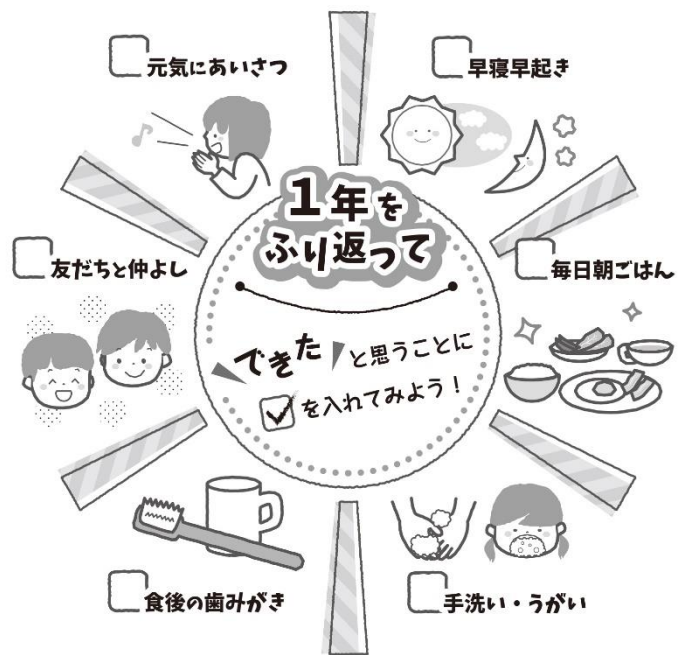 1年を
ふり返って
できたと思うことに
を入れてみよう！
元気にあいさつ
早寝早起き
友だちと仲よし
毎日朝ごはん
食後の歯みがき
手洗い・うがい